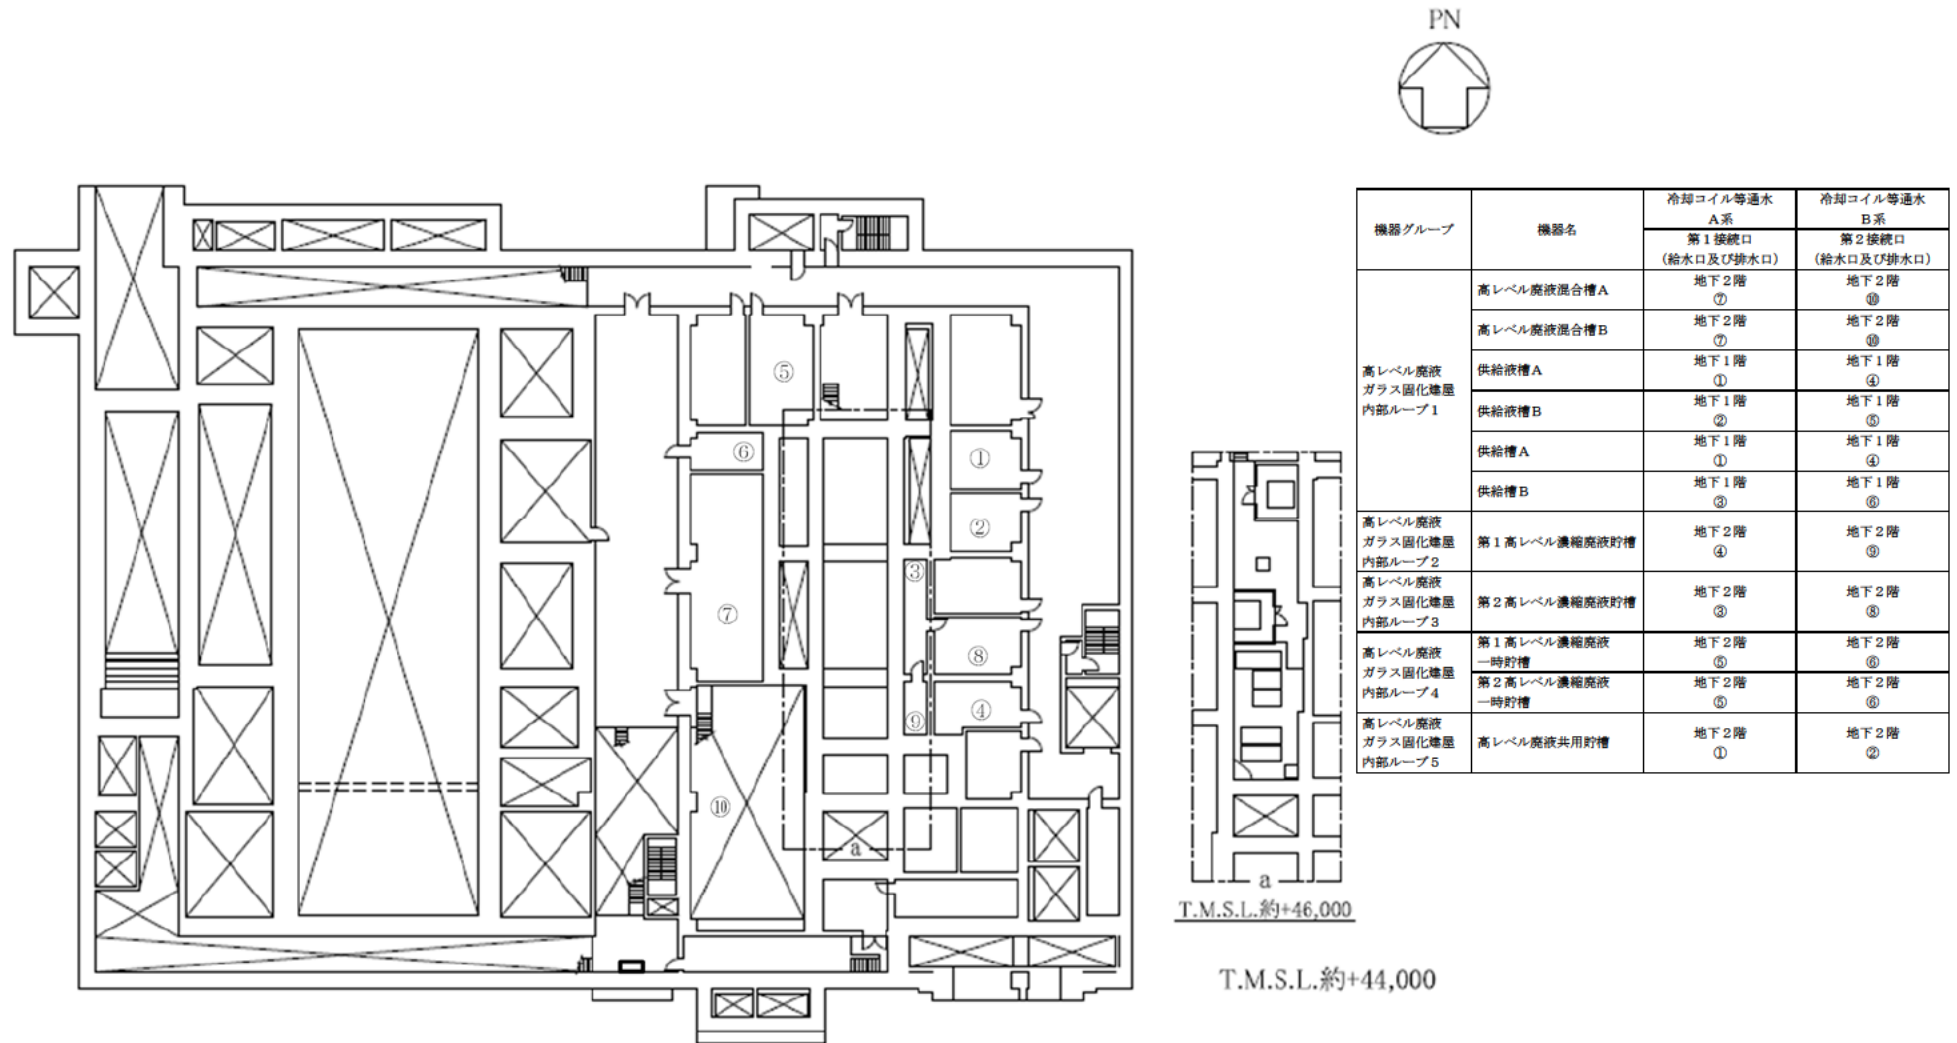 PN
機器グループ
機器名
冷却コイル等通水
A系
冷却コイル等通水
B系
第1接続口
（給水口及び排水口）
第2接続口
（給水口及び排水口）
高レベル廃液
ガラス固化建屋
内部ループ1
高レベル廃液混合槽A
地下2階
⑦
地下2階
⑩
高レベル廃液混合槽B
地下2階
⑦
地下2階
⑩
供給液槽A
地下1階
①
地下1階
④
供給液槽B
地下1階
②
地下1階
⑤
供給槽A
地下1階
①
地下1階
④
供給槽B
地下1階
③
地下1階
⑥
高レベル廃液
ガラス固化建屋
内部ループ2
第1高レベル濃縮廃液貯槽
地下2階
④
地下2階
⑨
高レベル廃液
ガラス固化建屋
内部ループ3
第2高レベル濃縮廃液貯槽
地下2階
③
地下2階
⑧
高レベル廃液
ガラス固化建屋
内部ループ4
第1高レベル濃縮廃液
一時貯槽
地下2階
⑤
地下2階
⑥
第2高レベル濃縮廃液
一時貯槽
地下2階
⑤
地下2階
⑥
高レベル廃液
ガラス固化建屋
内部ループ5
高レベル廃液共用貯槽
地下2階
①
地下2階
②
⑤
⑥
①
②
③
⑦
⑧
⑨
④
⑩
a
a
T.M.S.L.約+46,000
T.M.S.L.約+44,000